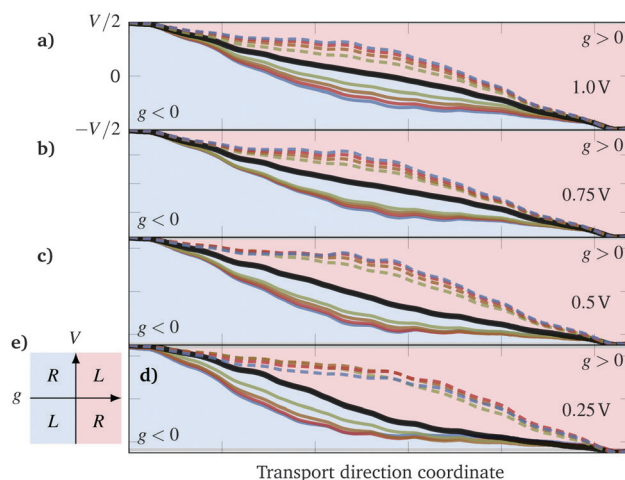 V/2
a)
g > 0
0
1.0 V
g < 0
−V/2
g > 0
b)
0.75 V
g < 0
c)
g > 0
0.5 V
g < 0
e)
V
d)
g > 0
R L
g
0.25 V
L R
g < 0
Transport direction coordinate